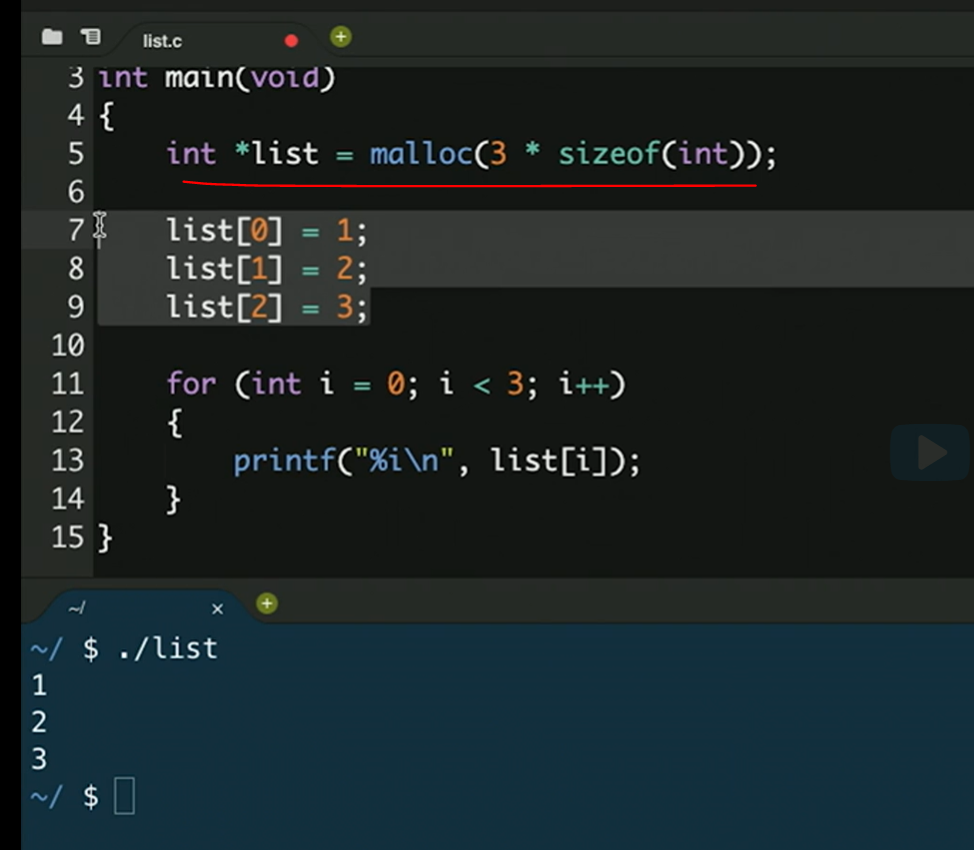 list.c
3 int main(void)
4 {
5 int *list = malloc(3 * sizeof(int));
6
7 list[0] = 1;
8 list[1] = 2;
9 list[2] = 3;
10
11 for (int i = 0; i < 3; i++)
12 {
13 printf("%i\n", list[i]);
14 }
15 }
~/
~/ $ ./list
1
2
3
~/ $